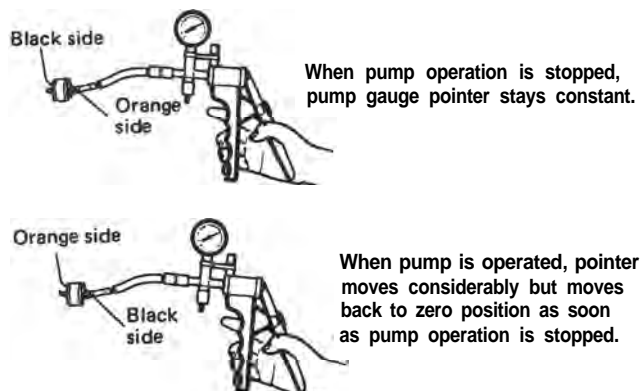 Black side
Orange
side
When pump operation is stopped,
pump gauge pointer stays constant.
Orange side
Black
side
When pump is operated, pointer
moves considerably but moves
back to zero position as soon
as pump operation is stopped.